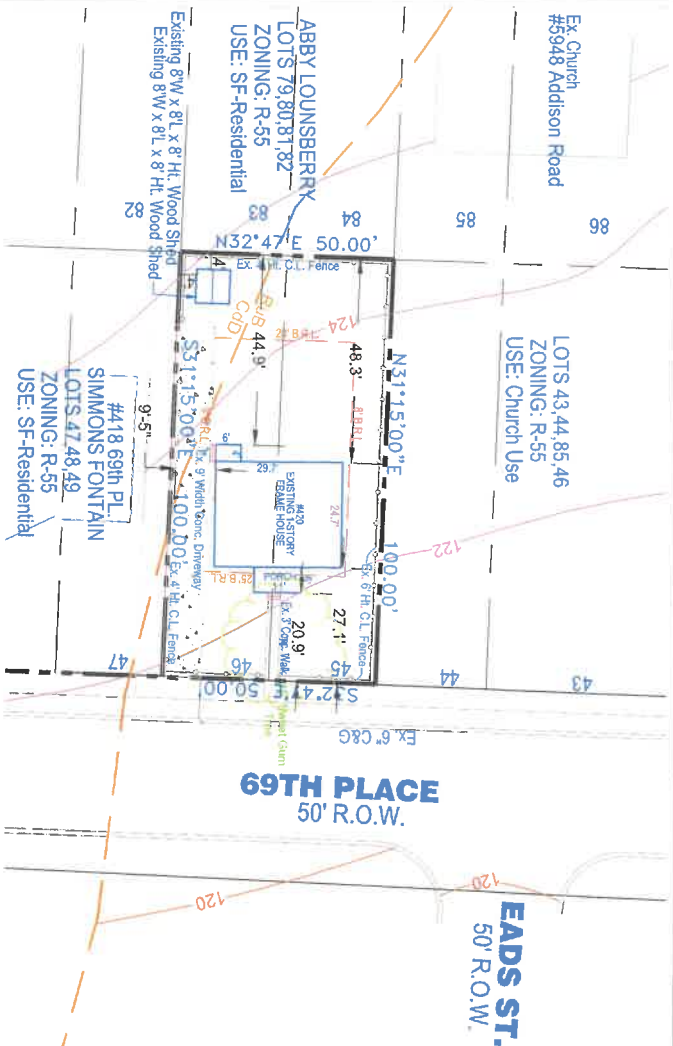 Ex. Church
#5948 Addison Road
ABBY LOUNSBERRY
LOTS 79,80,81,82
ZONING: R-55
USE: SF-Residential
Existing 8'W x 8'L x 8' Ht. Wood Shed
Existing 8'W x 8'L x 8' Ht. Wood Shed
82
83
84
85
86
LOTS 43,44,85,46
ZONING: R-55
USE: Church Use
N32°47'E 50.00'
Ex. 4' Ht. C.L. Fence
4'
CdD
124
44.9'
48.3'
8' B.R.L.
N31°15'00"E 100.00'
S31°15'00"E 100.00'
Ex. 9' Width Conc. Driveway
Ex. 4' Ht. C.L. Fence
9'-5"
#418 69th PL.
SIMMONS FONTAIN
LOTS 47,48,49
ZONING: R-55
USE: SF-Residential
29.7'
24.7'
#420
EXISTING 1-STORY
FRAME HOUSE
PORCH
25' B.R.L.
Ex. 6' Ht. C.L. Fence
27.1'
20.9'
Ex. 3' Conc. Walk
122
47
46
45
44
43
S32°47'E 50.00'
Sweet Gum
Tree
Ex. 6" C&G
69TH PLACE
50' R.O.W.
120
120
EADS ST.
50' R.O.W.